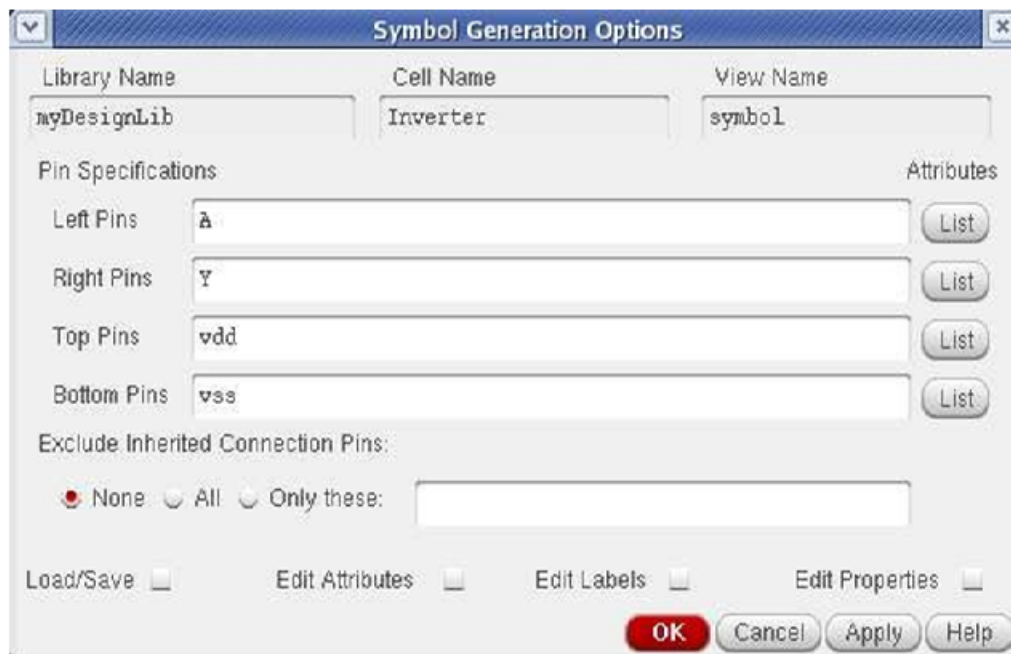 Symbol Generation Options
Library Name Cell Name View Name
myDesignLib Inverter symbol
Pin Specifications Attributes
Left Pins A List
Right Pins Y List
Top Pins vdd List
Bottom Pins vss List
Exclude Inherited Connection Pins:
None All Only these:
Load/Save Edit Attributes Edit Labels Edit Properties
OK Cancel Apply Help